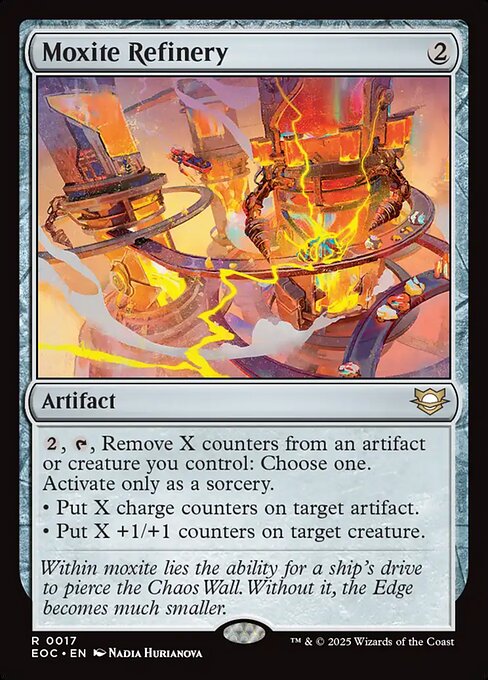 Moxite Refinery 2
Artifact
2, T, Remove X counters from an artifact
or creature you control: Choose one.
Activate only as a sorcery.
• Put X charge counters on target artifact.
• Put X +1/+1 counters on target creature.
Within moxite lies the ability for a ship's drive
to pierce the Chaos Wall. Without it, the Edge
becomes much smaller.
R 0017
EOC • EN Nadia Hurianova
™ & © 2025 Wizards of the Coast